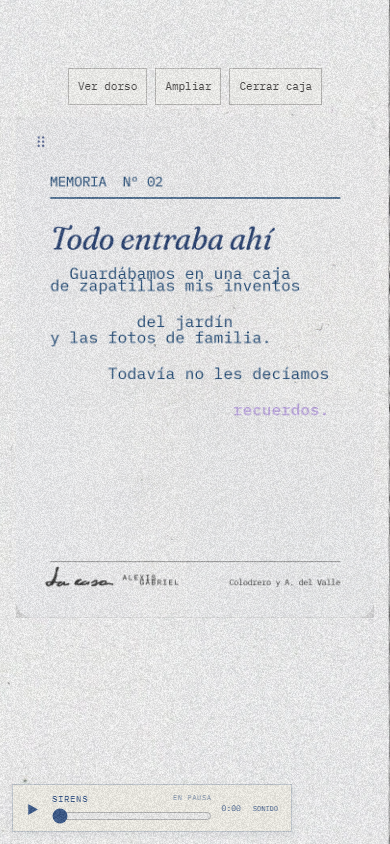 Ver dorso
Ampliar
Cerrar caja
MEMORIA Nº 02
Todo entraba ahí
Guardábamos en una caja
de zapatillas mis inventos
del jardín
y las fotos de familia.
Todavía no les decíamos
recuerdos.
La casa
ALEXIS
GABRIEL
Colodrero y A. del Valle
SIRENS
EN PAUSA
0:00
SONIDO